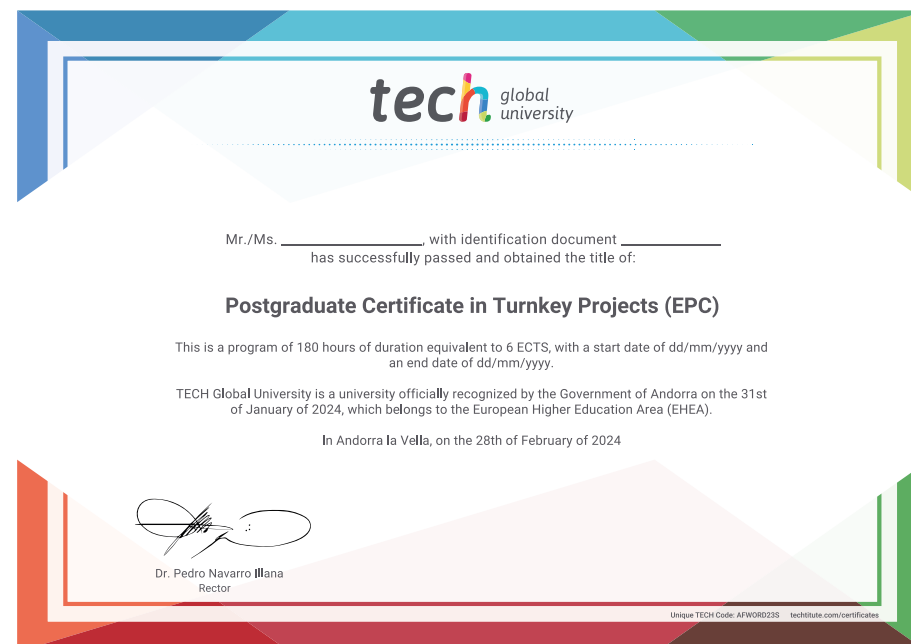 tech global
university
Mr./Ms. ____________________, with identification document ______________
has successfully passed and obtained the title of:
Postgraduate Certificate in Turnkey Projects (EPC)
This is a program of 180 hours of duration equivalent to 6 ECTS, with a start date of dd/mm/yyyy and
an end date of dd/mm/yyyy.
TECH Global University is a university officially recognized by the Government of Andorra on the 31st
of January of 2024, which belongs to the European Higher Education Area (EHEA).
In Andorra la Vella, on the 28th of February of 2024
Dr. Pedro Navarro Illana
Rector
Unique TECH Code: AFWORD23S techtitute.com/certificates